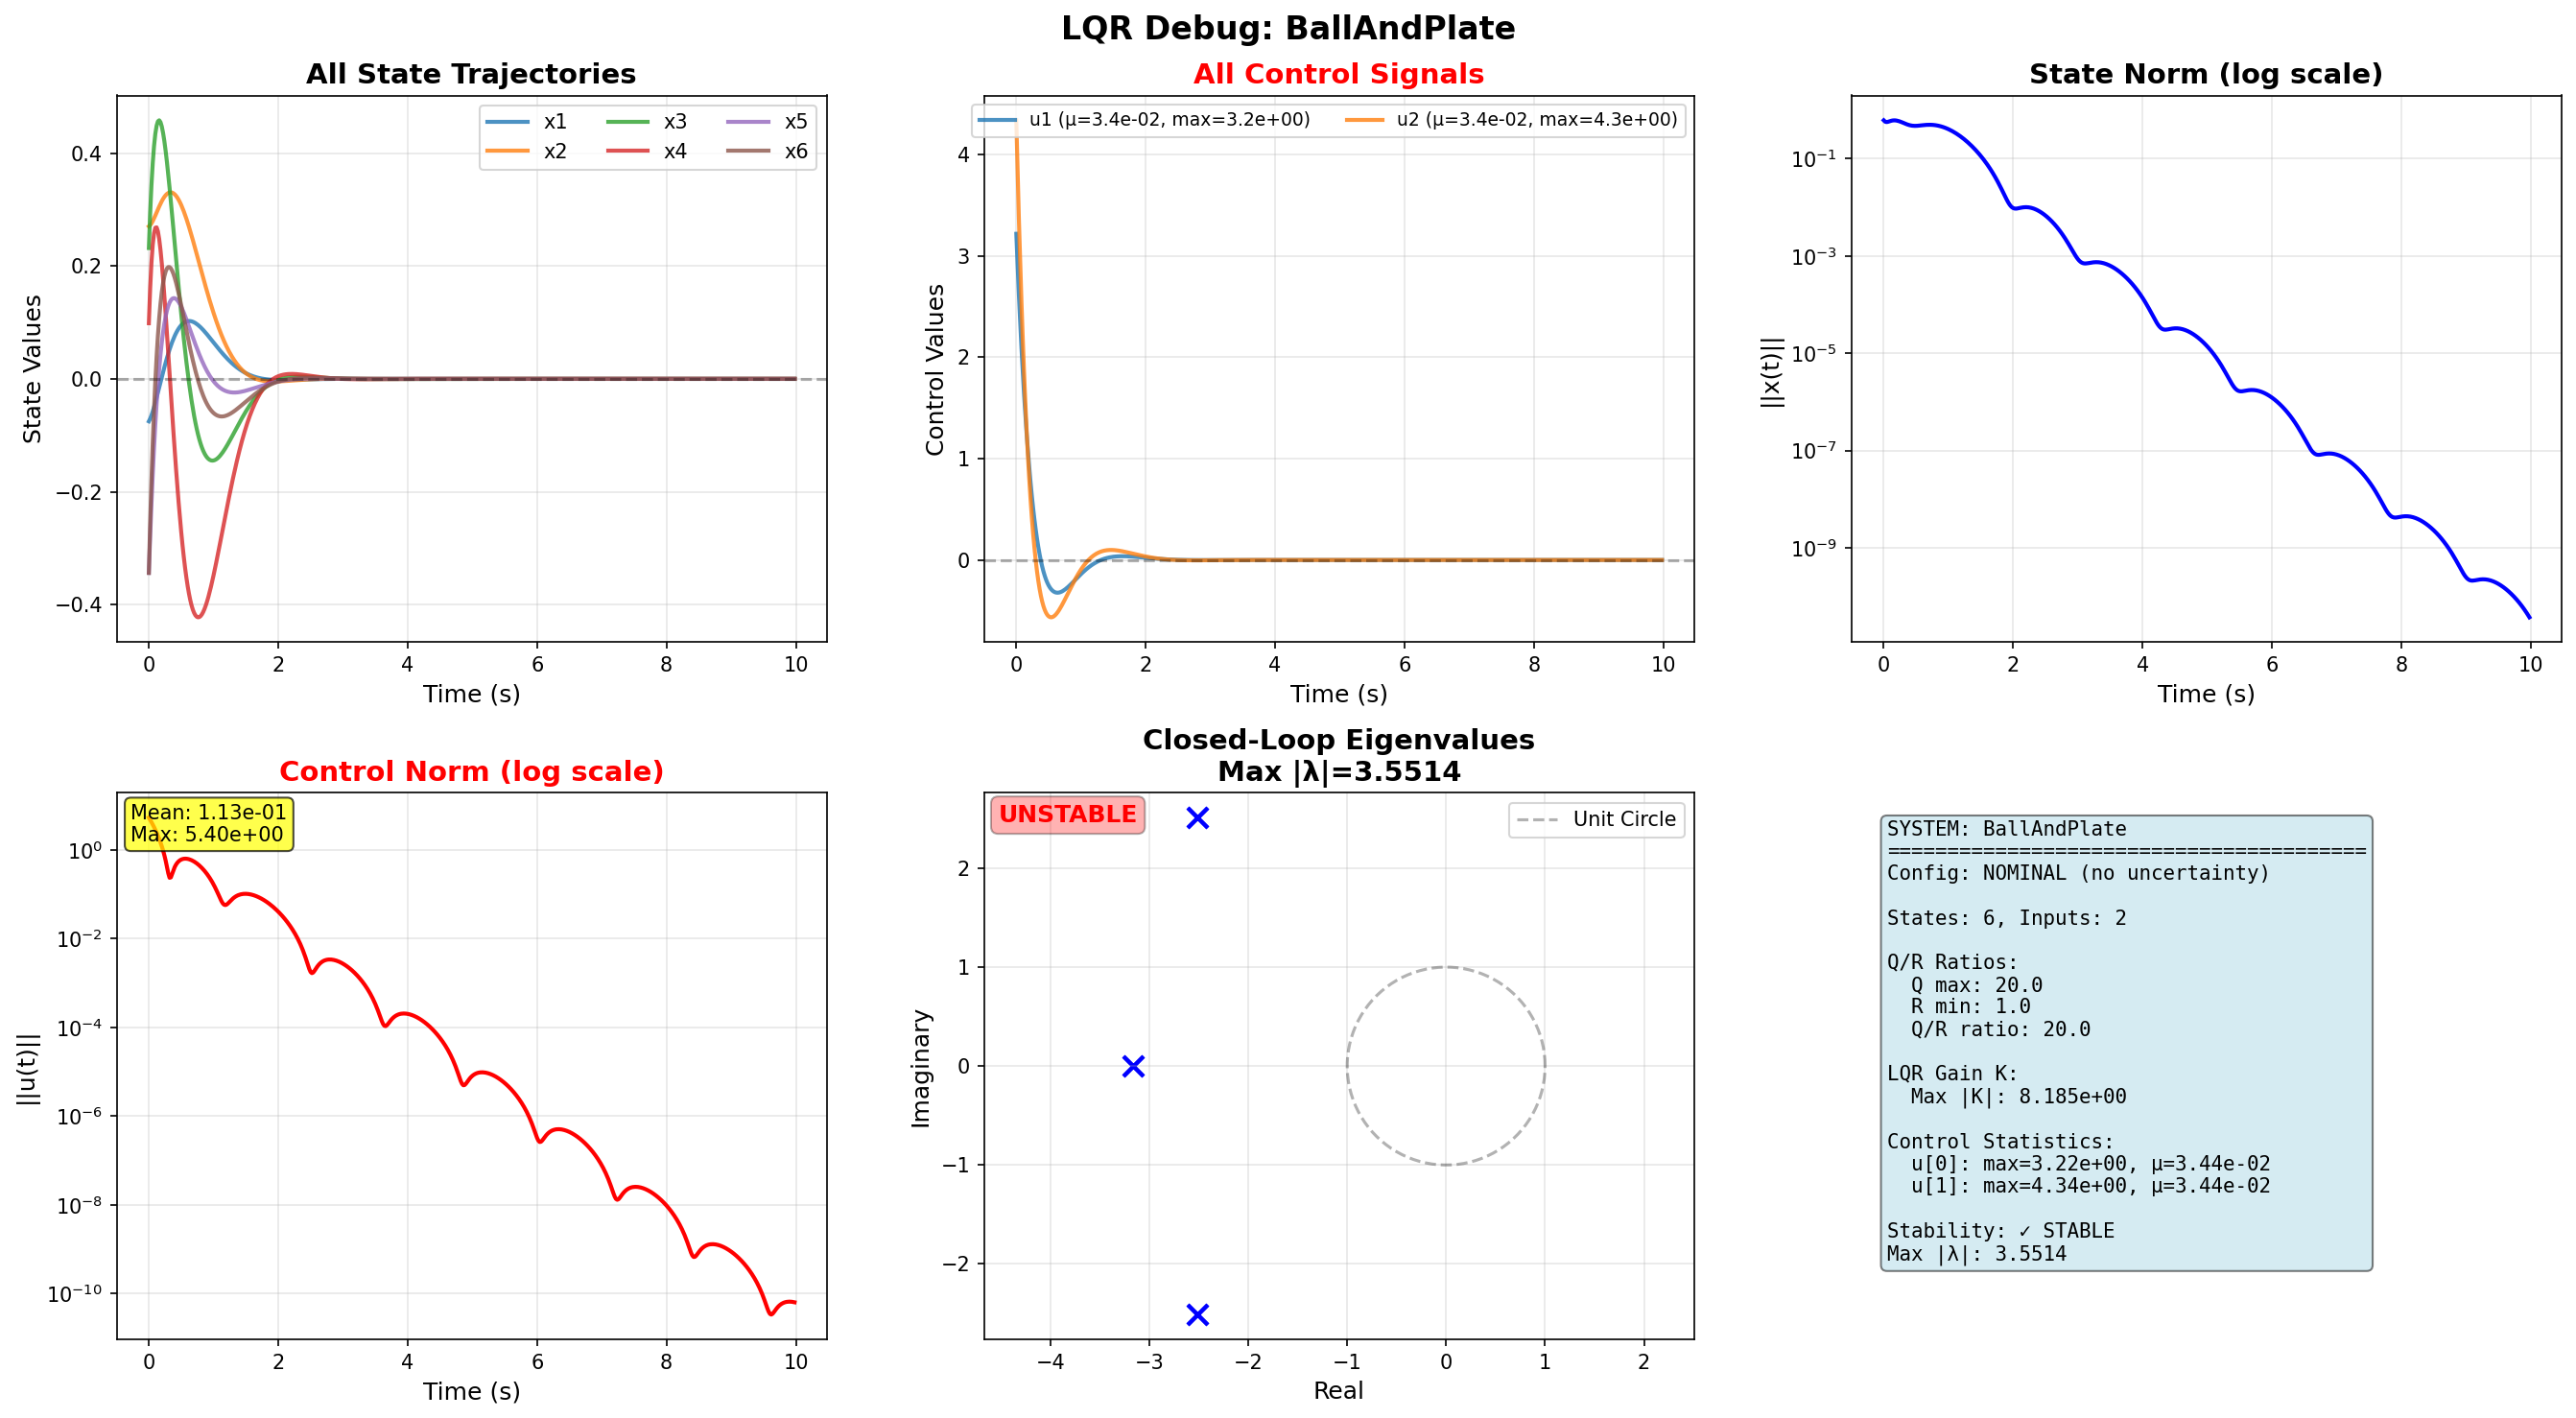 LQR Debug: BallAndPlate
All State Trajectories
x1 x3 x5
x2 x4 x6
0.4
0.2
0.0
−0.2
−0.4
State Values
0 2 4 6 8 10
Time (s)
All Control Signals
u1 (μ=3.4e-02, max=3.2e+00) u2 (μ=3.4e-02, max=4.3e+00)
4
3
2
1
0
Control Values
0 2 4 6 8 10
Time (s)
State Norm (log scale)
10⁻¹
10⁻³
10⁻⁵
10⁻⁷
10⁻⁹
||x(t)||
0 2 4 6 8 10
Time (s)
Control Norm (log scale)
Mean: 1.13e-01
Max: 5.40e+00
10⁰
10⁻²
10⁻⁴
10⁻⁶
10⁻⁸
10⁻¹⁰
||u(t)||
0 2 4 6 8 10
Time (s)
Closed-Loop Eigenvalues
Max |λ|=3.5514
UNSTABLE
Unit Circle
2
1
0
−1
−2
Imaginary
−4 −3 −2 −1 0 1 2
Real
SYSTEM: BallAndPlate
========================================
Config: NOMINAL (no uncertainty)
States: 6, Inputs: 2
Q/R Ratios:
Q max: 20.0
R min: 1.0
Q/R ratio: 20.0
LQR Gain K:
Max |K|: 8.185e+00
Control Statistics:
u[0]: max=3.22e+00, μ=3.44e-02
u[1]: max=4.34e+00, μ=3.44e-02
Stability: ✓ STABLE
Max |λ|: 3.5514